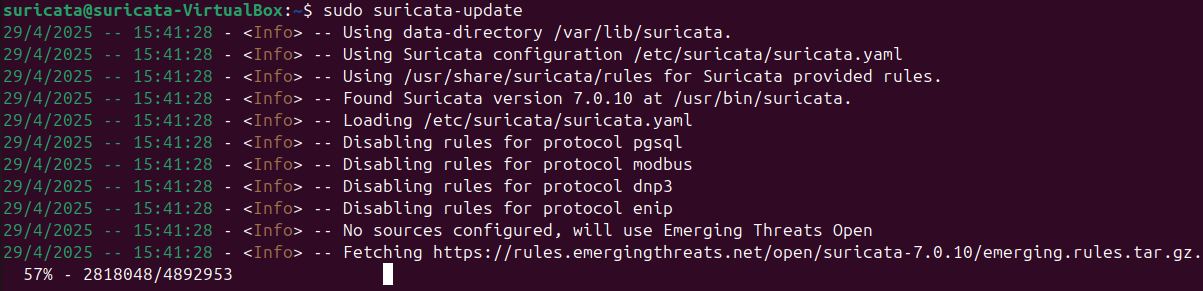 suricata@suricata-VirtualBox:~$ sudo suricata-update
29/4/2025 -- 15:41:28 - <Info> -- Using data-directory /var/lib/suricata.
29/4/2025 -- 15:41:28 - <Info> -- Using Suricata configuration /etc/suricata/suricata.yaml
29/4/2025 -- 15:41:28 - <Info> -- Using /usr/share/suricata/rules for Suricata provided rules.
29/4/2025 -- 15:41:28 - <Info> -- Found Suricata version 7.0.10 at /usr/bin/suricata.
29/4/2025 -- 15:41:28 - <Info> -- Loading /etc/suricata/suricata.yaml
29/4/2025 -- 15:41:28 - <Info> -- Disabling rules for protocol pgsql
29/4/2025 -- 15:41:28 - <Info> -- Disabling rules for protocol modbus
29/4/2025 -- 15:41:28 - <Info> -- Disabling rules for protocol dnp3
29/4/2025 -- 15:41:28 - <Info> -- Disabling rules for protocol enip
29/4/2025 -- 15:41:28 - <Info> -- No sources configured, will use Emerging Threats Open
29/4/2025 -- 15:41:28 - <Info> -- Fetching https://rules.emergingthreats.net/open/suricata-7.0.10/emerging.rules.tar.gz.
57% - 2818048/4892953